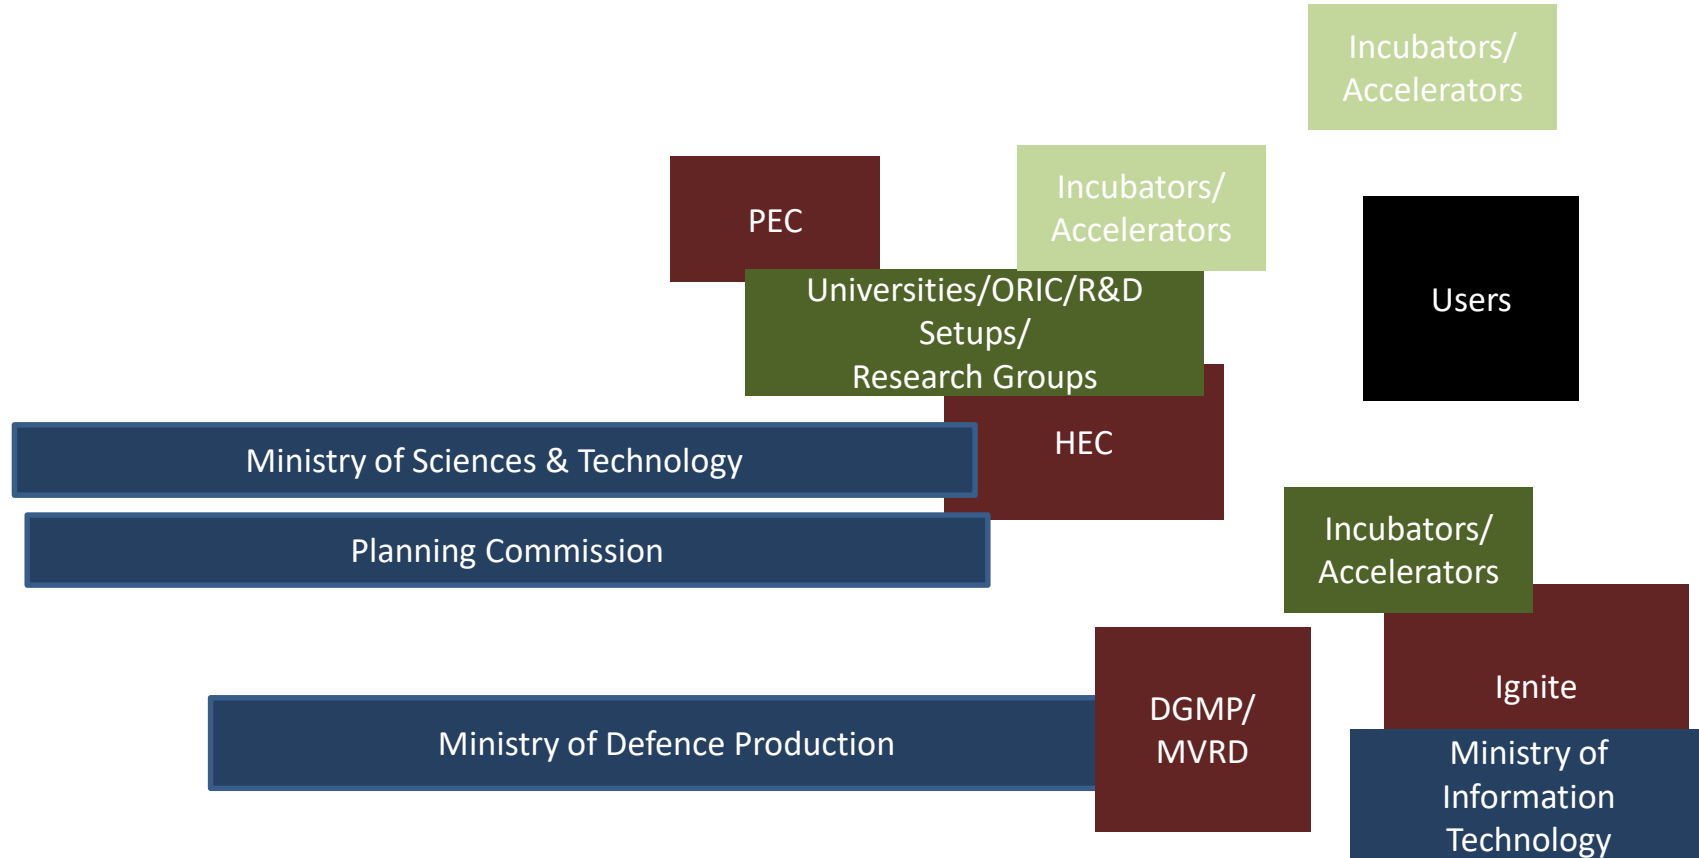 Incubators/
Accelerators
PEC
Incubators/
Accelerators
Universities/ORIC/R&D
Setups/
Research Groups
Users
HEC
Ministry of Sciences & Technology
Planning Commission
Incubators/
Accelerators
Ignite
DGMP/
MVRD
Ministry of Defence Production
Ministry of
Information
Technology